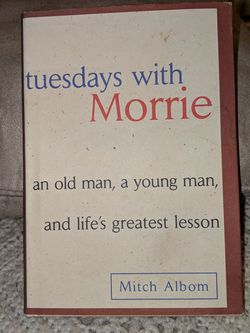 tuesdays with
Morrie
an old man, a young man,
and life's greatest lesson
Mitch Albom